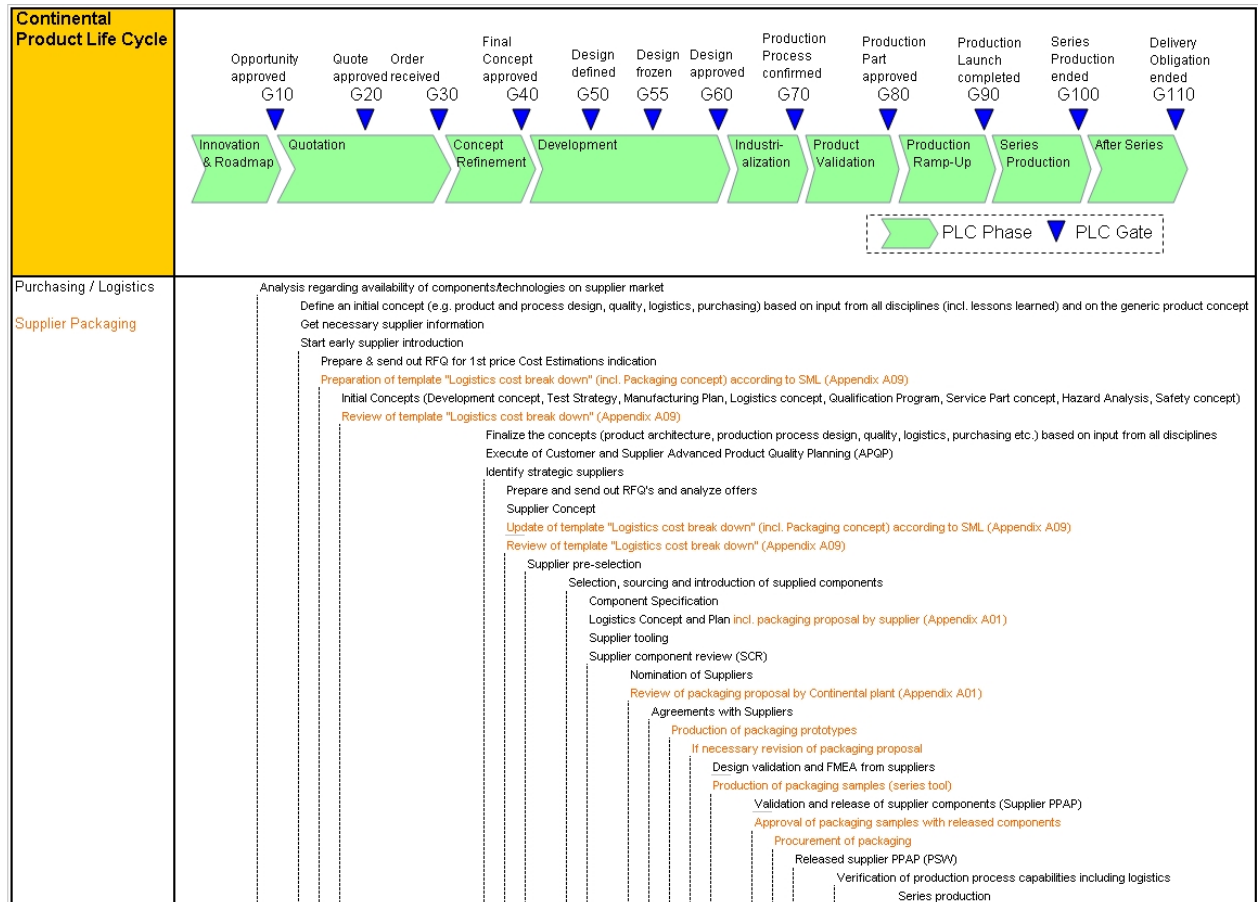 Continental
Product Life Cycle
Opportunity
approved
G10
Quote
approved
G20
Order
received
G30
Final
Concept
approved
G40
Design
defined
G50
Design
frozen
G55
Design
approved
G60
Production
Process
confirmed
G70
Production
Part
approved
G80
Production
Launch
completed
G90
Series
Production
ended
G100
Delivery
Obligation
ended
G110
Innovation
& Roadmap
Quotation
Concept
Refinement
Development
Industri-
alization
Product
Validation
Production
Ramp-Up
Series
Production
After Series
PLC Phase
PLC Gate
Purchasing / Logistics
Supplier Packaging
Analysis regarding availability of components/technologies on supplier market
Define an initial concept (e.g. product and process design, quality, logistics, purchasing) based on input from all disciplines (incl. lessons learned) and on the generic product concept
Get necessary supplier information
Start early supplier introduction
Prepare & send out RFQ for 1st price Cost Estimations indication
Preparation of template "Logistics cost break down" (incl. Packaging concept) according to SML (Appendix A09)
Initial Concepts (Development concept, Test Strategy, Manufacturing Plan, Logistics concept, Qualification Program, Service Part concept, Hazard Analysis, Safety concept)
Review of template "Logistics cost break down" (Appendix A09)
Finalize the concepts (product architecture, production process design, quality, logistics, purchasing etc.) based on input from all disciplines
Execute of Customer and Supplier Advanced Product Quality Planning (APQP)
Identify strategic suppliers
Prepare and send out RFQ's and analyze offers
Supplier Concept
Update of template "Logistics cost break down" (incl. Packaging concept) according to SML (Appendix A09)
Review of template "Logistics cost break down" (Appendix A09)
Supplier pre-selection
Selection, sourcing and introduction of supplied components
Component Specification
Logistics Concept and Plan incl. packaging proposal by supplier (Appendix A01)
Supplier tooling
Supplier component review (SCR)
Nomination of Suppliers
Review of packaging proposal by Continental plant (Appendix A01)
Agreements with Suppliers
Production of packaging prototypes
If necessary revision of packaging proposal
Design validation and FMEA from suppliers
Production of packaging samples (series tool)
Validation and release of supplier components (Supplier PPAP)
Approval of packaging samples with released components
Procurement of packaging
Released supplier PPAP (PSW)
Verification of production process capabilities including logistics
Series production